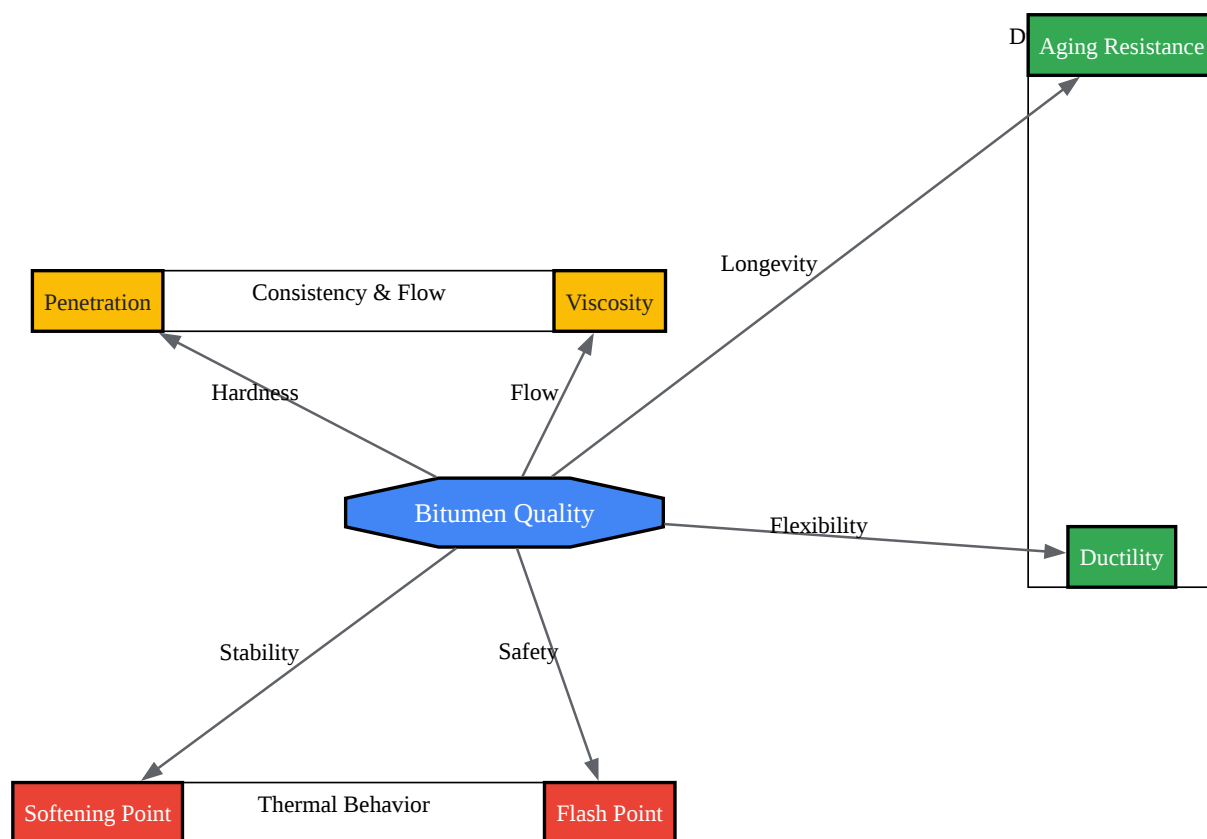 D
Aging Resistance
Longevity
Penetration
Consistency & Flow
Viscosity
Hardness
Flow
Bitumen Quality
Flexibility
Ductility
Stability
Safety
Softening Point
Thermal Behavior
Flash Point